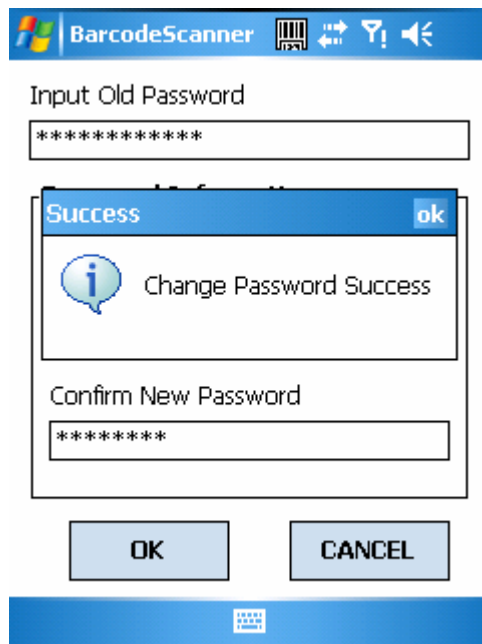 BarcodeScanner
Input Old Password
************
Success
ok
Change Password Success
Confirm New Password
********
OK
CANCEL